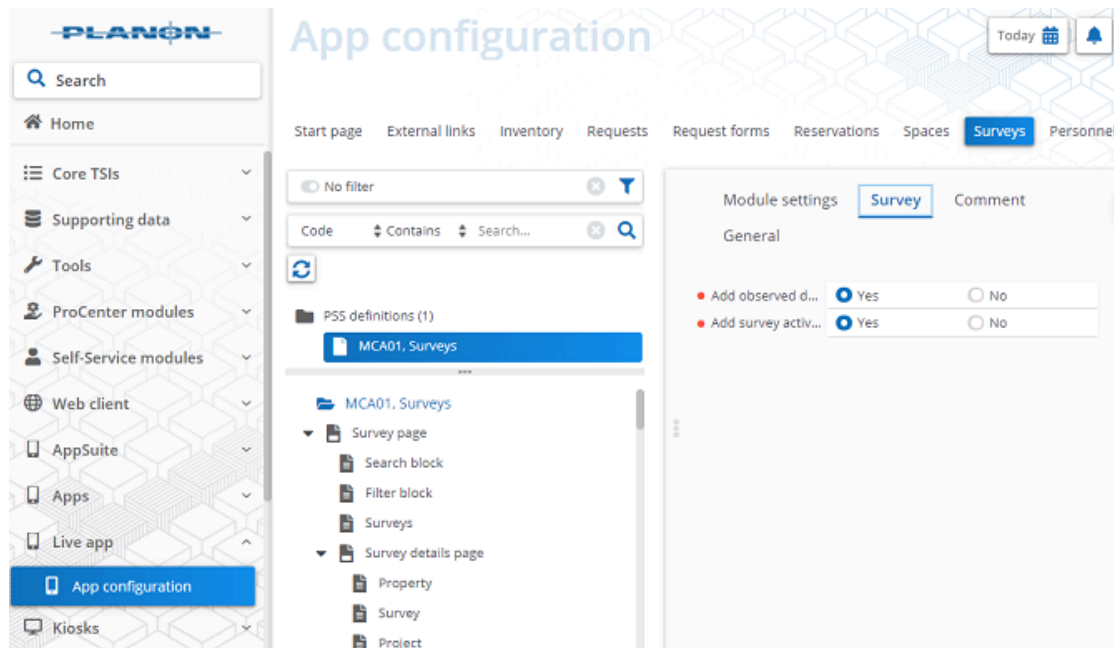 PLANON
App configuration
Today
Search
Home
Core TSIs
Supporting data
Tools
ProCenter modules
Self-Service modules
Web client
AppSuite
Apps
Live app
App configuration
Kiosks
Start page External links Inventory Requests Request forms Reservations Spaces Surveys Personnel
No filter
Code Contains Search...
PSS definitions (1)
MCA01, Surveys
MCA01, Surveys
Survey page
Search block
Filter block
Surveys
Survey details page
Property
Survey
Project
Module settings Survey Comment
General
Add observed d... Yes No
Add survey activ... Yes No